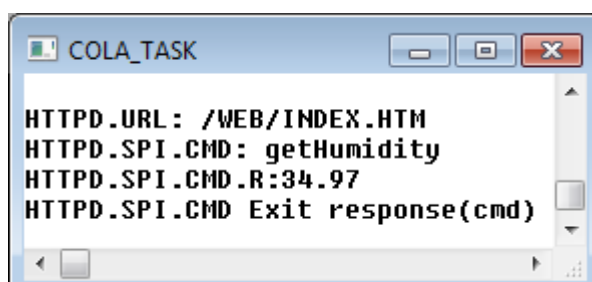 COLA_TASK
HTTPD.URL: /WEB/INDEX.HTM
HTTPD.SPI.CMD: getHumidity
HTTPD.SPI.CMD.R:34.97
HTTPD.SPI.CMD Exit response(cmd)